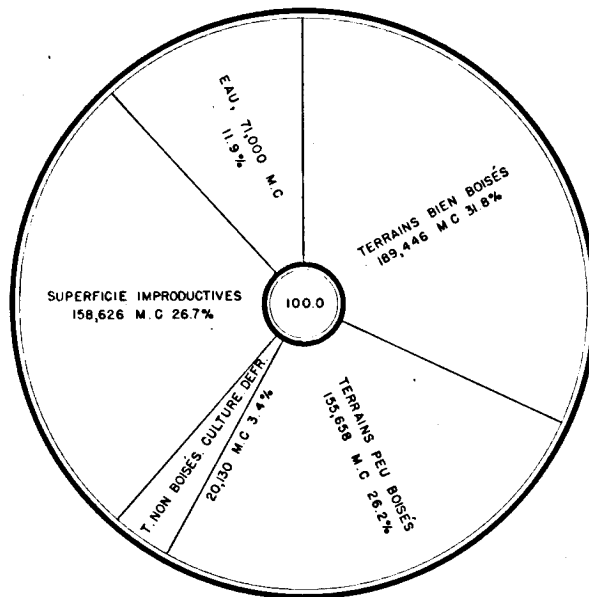 EAU, 71,000 M.C
11.9%
TERRAINS BIEN BOISÉS
189,446 M C 31.8%
SUPERFICIE IMPRODUCTIVES
158,626 M.C 26.7%
100.0
T. NON BOISÉS. CULTURE DEFR.
20,130 M.C 3.4%
TERRAINS PEU BOISÉS
155,658 M.C 26.2%